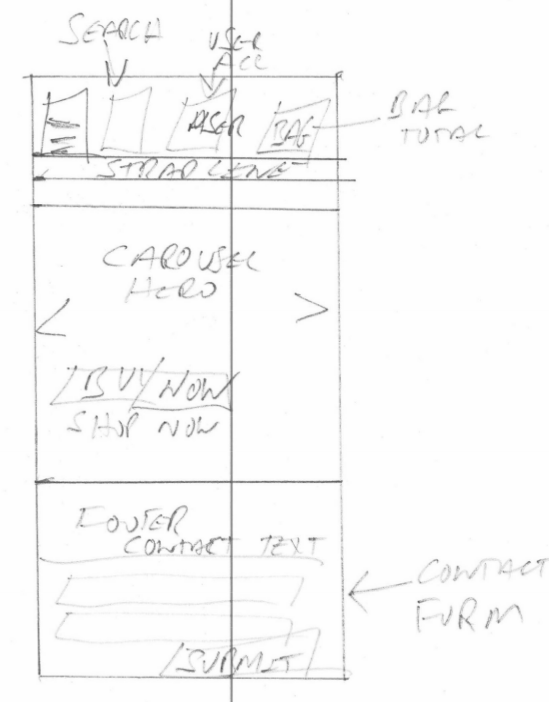 SEARCH
USER
ACC
USER
BAG
BAG
TOTAL
STRAP LINE
CAROUSEL
HERO
<
>
BUY NOW
SHOP NOW
FOOTER
CONTACT TEXT
CONTACT
FORM
SUBMIT